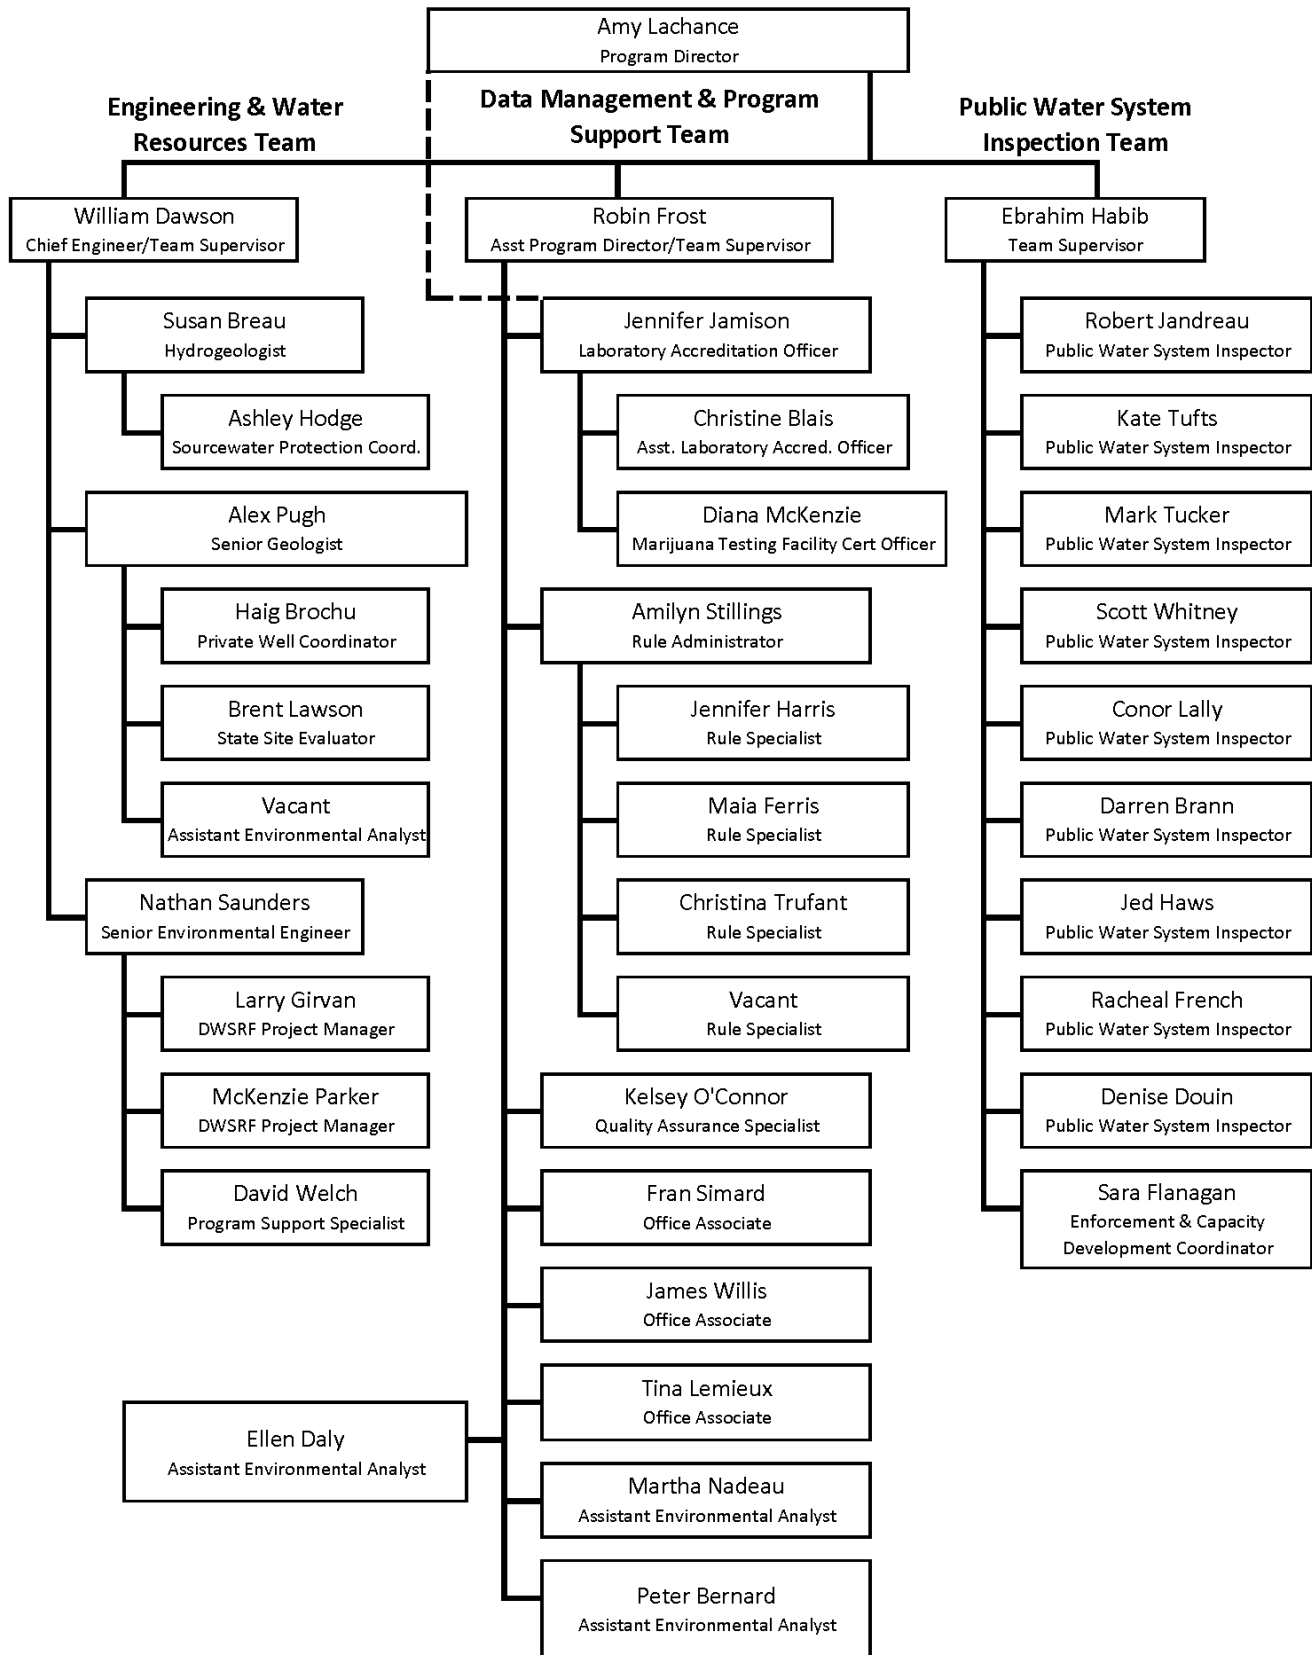 Amy Lachance
Program Director
Engineering & Water
Resources Team
Data Management & Program
Support Team
Public Water System
Inspection Team
William Dawson
Chief Engineer/Team Supervisor
Susan Breau
Hydrogeologist
Ashley Hodge
Sourcewater Protection Coord.
Alex Pugh
Senior Geologist
Haig Brochu
Private Well Coordinator
Brent Lawson
State Site Evaluator
Vacant
Assistant Environmental Analyst
Nathan Saunders
Senior Environmental Engineer
Larry Girvan
DWSRF Project Manager
McKenzie Parker
DWSRF Project Manager
David Welch
Program Support Specialist
Robin Frost
Asst Program Director/Team Supervisor
Jennifer Jamison
Laboratory Accreditation Officer
Christine Blais
Asst. Laboratory Accred. Officer
Diana McKenzie
Marijuana Testing Facility Cert Officer
Amilyn Stillings
Rule Administrator
Jennifer Harris
Rule Specialist
Maia Ferris
Rule Specialist
Christina Trufant
Rule Specialist
Vacant
Rule Specialist
Kelsey O'Connor
Quality Assurance Specialist
Fran Simard
Office Associate
James Willis
Office Associate
Tina Lemieux
Office Associate
Ellen Daly
Assistant Environmental Analyst
Martha Nadeau
Assistant Environmental Analyst
Peter Bernard
Assistant Environmental Analyst
Ebrahim Habib
Team Supervisor
Robert Jandreau
Public Water System Inspector
Kate Tufts
Public Water System Inspector
Mark Tucker
Public Water System Inspector
Scott Whitney
Public Water System Inspector
Conor Lally
Public Water System Inspector
Darren Brann
Public Water System Inspector
Jed Haws
Public Water System Inspector
Racheal French
Public Water System Inspector
Denise Douin
Public Water System Inspector
Sara Flanagan
Enforcement & Capacity
Development Coordinator